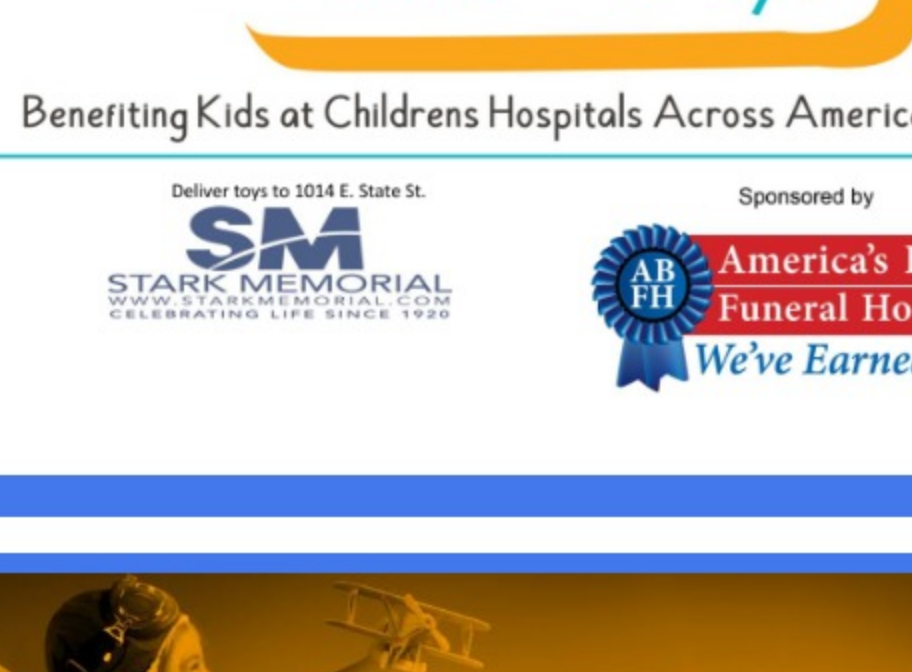 Benefiting Kids at Childrens Hospitals Across Americ
Deliver toys to 1014 E. State St.
SM
STARK MEMORIAL
WWW.STARKMEMORIAL.COM
CELEBRATING LIFE SINCE 1920
Sponsored by
AB
FH
America's
Funeral Ho
We've Earne